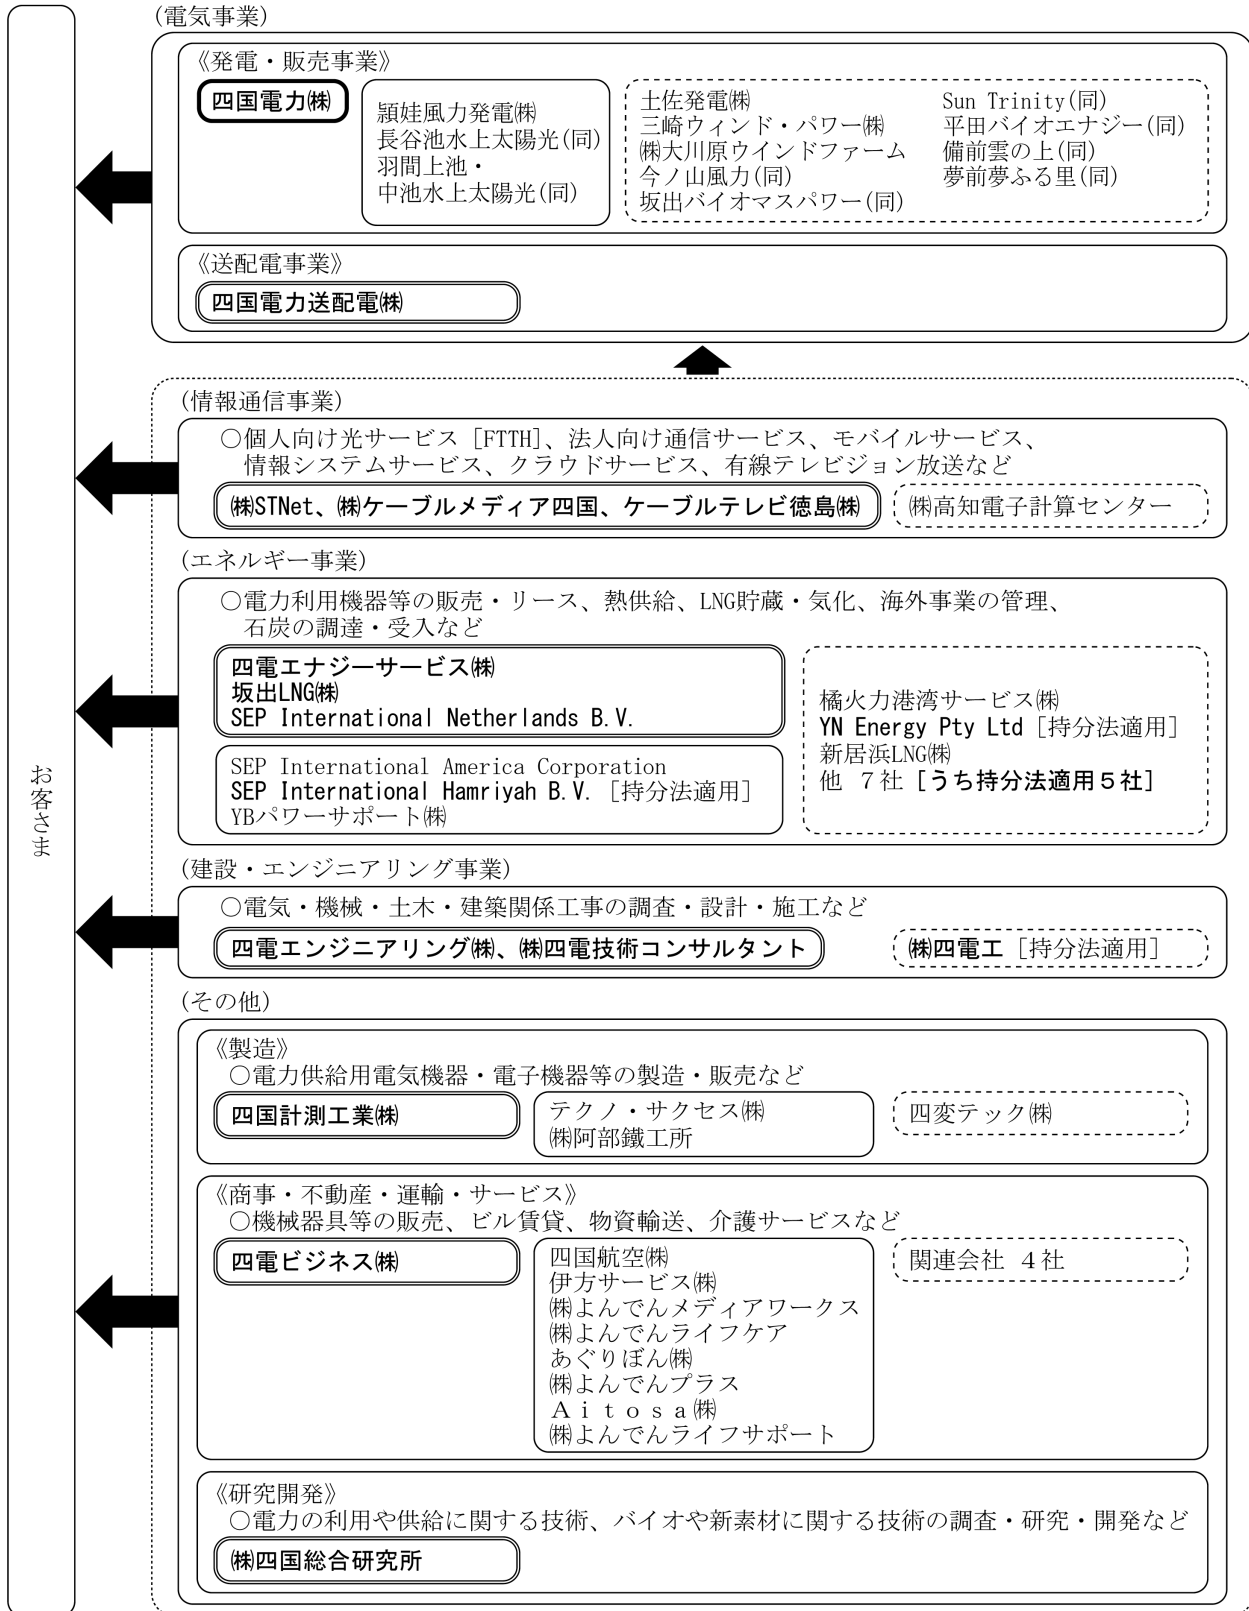 (電気事業)
《発電・販売事業》
四国電力㈱
頴娃風力発電㈱
長谷池水上太陽光(同)
羽間上池・
中池水上太陽光(同)
土佐発電㈱
三崎ウィンド・パワー㈱
㈱大川原ウインドファーム
今ノ山風力(同)
坂出バイオマスパワー(同)
Sun Trinity(同)
平田バイオエナジー(同)
備前雲の上(同)
夢前夢ふる里(同)
《送配電事業》
四国電力送配電㈱
(情報通信事業)
○個人向け光サービス［FTTH］、法人向け通信サービス、モバイルサービス、
情報システムサービス、クラウドサービス、有線テレビジョン放送など
㈱STNet、㈱ケーブルメディア四国、ケーブルテレビ徳島㈱
㈱高知電子計算センター
(エネルギー事業)
○電力利用機器等の販売・リース、熱供給、LNG貯蔵・気化、海外事業の管理、
石炭の調達・受入など
四電エナジーサービス㈱
坂出LNG㈱
SEP International Netherlands B.V.
SEP International America Corporation
SEP International Hamriyah B.V.［持分法適用］
YBパワーサポート㈱
橘火力港湾サービス㈱
YN Energy Pty Ltd［持分法適用］
新居浜LNG㈱
他 ７社［うち持分法適用５社］
お客さま
(建設・エンジニアリング事業)
○電気・機械・土木・建築関係工事の調査・設計・施工など
四電エンジニアリング㈱、㈱四電技術コンサルタント
㈱四電工［持分法適用］
(その他)
《製造》
○電力供給用電気機器・電子機器等の製造・販売など
四国計測工業㈱
テクノ・サクセス㈱
㈱阿部鐵工所
四変テック㈱
《商事・不動産・運輸・サービス》
○機械器具等の販売、ビル賃貸、物資輸送、介護サービスなど
四電ビジネス㈱
四国航空㈱
伊方サービス㈱
㈱よんでんメディアワークス
㈱よんでんライフケア
あぐりぼん㈱
㈱よんでんプラス
Ａｉｔｏｓａ㈱
㈱よんでんライフサポート
関連会社 ４社
《研究開発》
○電力の利用や供給に関する技術、バイオや新素材に関する技術の調査・研究・開発など
㈱四国総合研究所